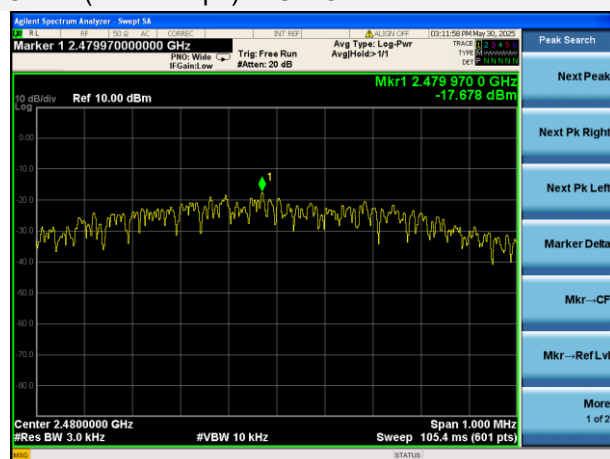 Agilent Spectrum Analyzer - Swept SA
RL RF 50 Ω AC CORREC INT REF ALIGN OFF 03:11:58 PM May 30, 2025
Marker 1 2.479970000000 GHz
PNO: Wide
IFGain:Low
Trig: Free Run
#Atten: 20 dB
Avg Type: Log-Pwr
Avg|Hold:> 1/1
TRACE 1 2 3 4 5 6
TYPE M
DET P N N N N N
Peak Search
Mkr1 2.479 970 0 GHz
-17.678 dBm
10 dB/div Ref 10.00 dBm
Log
0.00
-10.0
-20.0
-30.0
-40.0
-50.0
-60.0
-70.0
-80.0
1
Center 2.4800000 GHz
Span 1.000 MHz
#Res BW 3.0 kHz
#VBW 10 kHz
Sweep 105.4 ms (601 pts)
MSG
STATUS
Next Peak
Next Pk Right
Next Pk Left
Marker Delta
Mkr→CF
Mkr→Ref Lvl
More
1 of 2